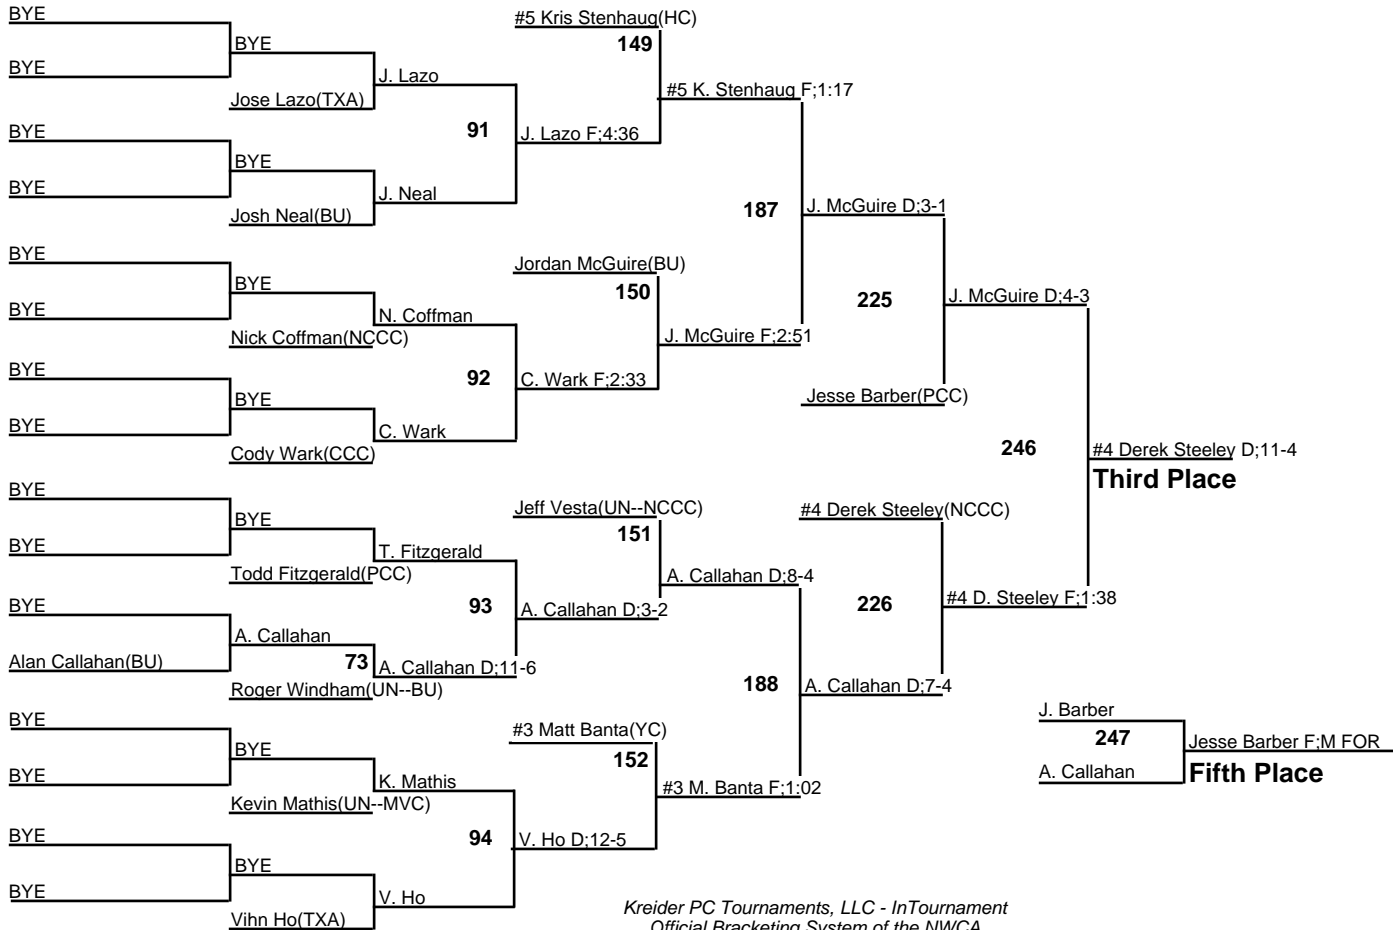 BYE
#5 Kris Stenhaug(HC)
BYE
149
BYE
J. Lazo
#5 K. Stenhaug F;1:17
Jose Lazo(TXA)
91
BYE
J. Lazo F;4:36
BYE
BYE
J. Neal
187
J. McGuire D;3-1
Josh Neal(BU)
BYE
Jordan McGuire(BU)
BYE
150
225
J. McGuire D;4-3
BYE
N. Coffman
Nick Coffman(NCCC)
J. McGuire F;2:51
BYE
92
C. Wark F;2:33
BYE
Jesse Barber(PCC)
BYE
C. Wark
Cody Wark(CCC)
246
#4 Derek Steeley D;11-4
Third Place
BYE
Jeff Vesta(UN--NCCC)
#4 Derek Steeley(NCCC)
BYE
151
BYE
T. Fitzgerald
Todd Fitzgerald(PCC)
A. Callahan D;8-4
BYE
93
A. Callahan D;3-2
226
#4 D. Steeley F;1:38
A. Callahan
Alan Callahan(BU)
73
A. Callahan D;11-6
Roger Windham(UN--BU)
188
A. Callahan D;7-4
BYE
#3 Matt Banta(YC)
J. Barber
BYE
152
247
Jesse Barber F;M FOR
BYE
K. Mathis
#3 M. Banta F;1:02
A. Callahan
Fifth Place
Kevin Mathis(UN--MVC)
BYE
94
V. Ho D;12-5
BYE
BYE
V. Ho
Vihn Ho(TXA)
Kreider PC Tournaments, LLC - InTournament
Official Bracketing System of the NWCA